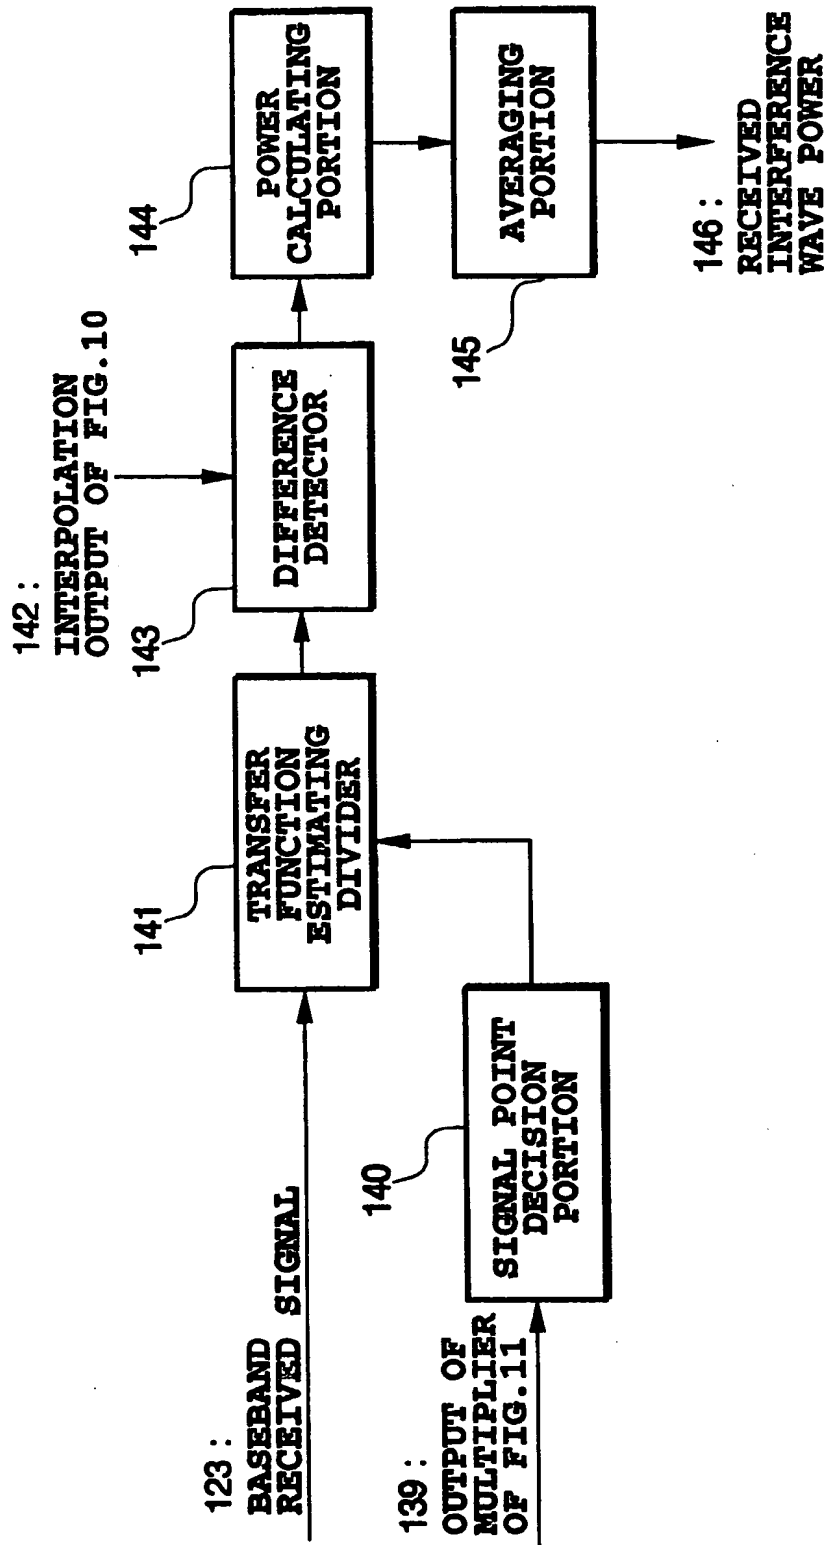 123:
BASEBAND
RECEIVED SIGNAL
139:
OUTPUT OF
MULTIPLIER
OF FIG.11
140
SIGNAL POINT
DECISION
PORTION
141
TRANSFER
FUNCTION
ESTIMATING
DIVIDER
142:
INTERPOLATION
OUTPUT OF FIG.10
143
DIFFERENCE
DETECTOR
144
POWER
CALCULATING
PORTION
145
AVERAGING
PORTION
146:
RECEIVED
INTERFERENCE
WAVE POWER